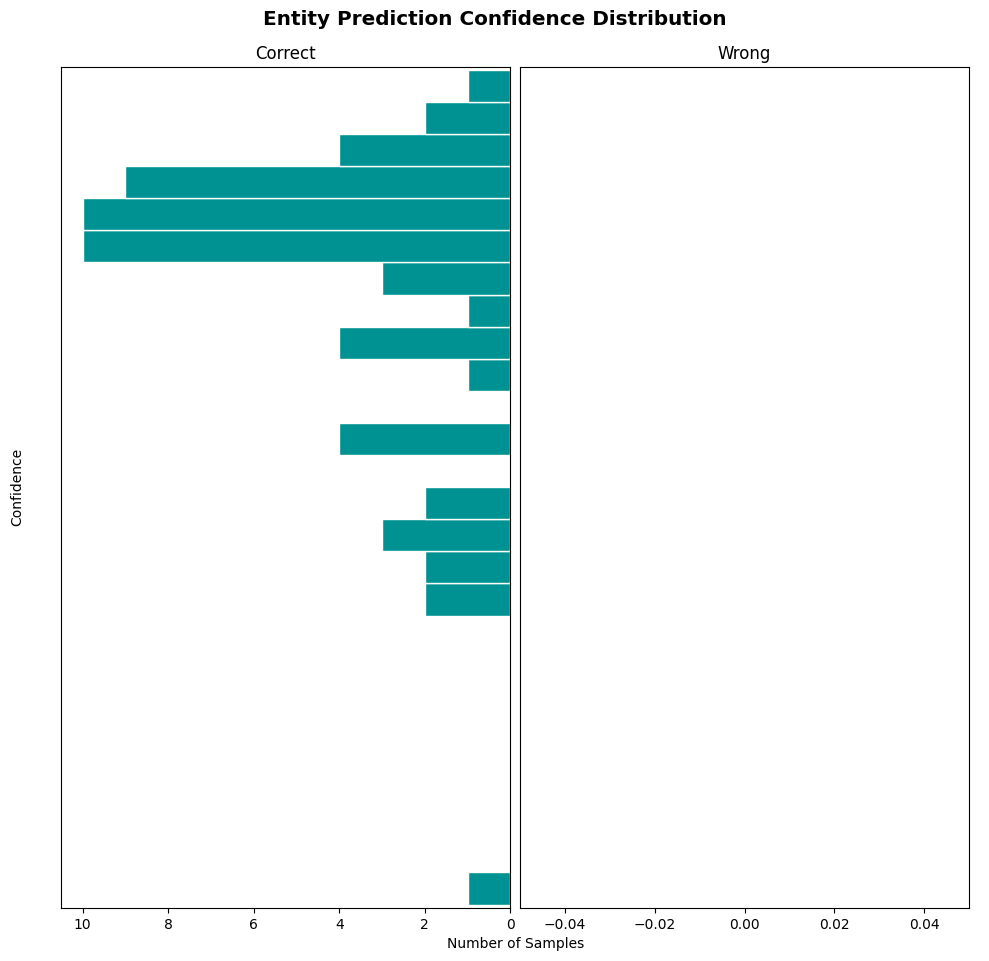 Entity Prediction Confidence Distribution
Correct
Wrong
Confidence
10 8 6 4 2 0
−0.04 −0.02 0.00 0.02 0.04
Number of Samples